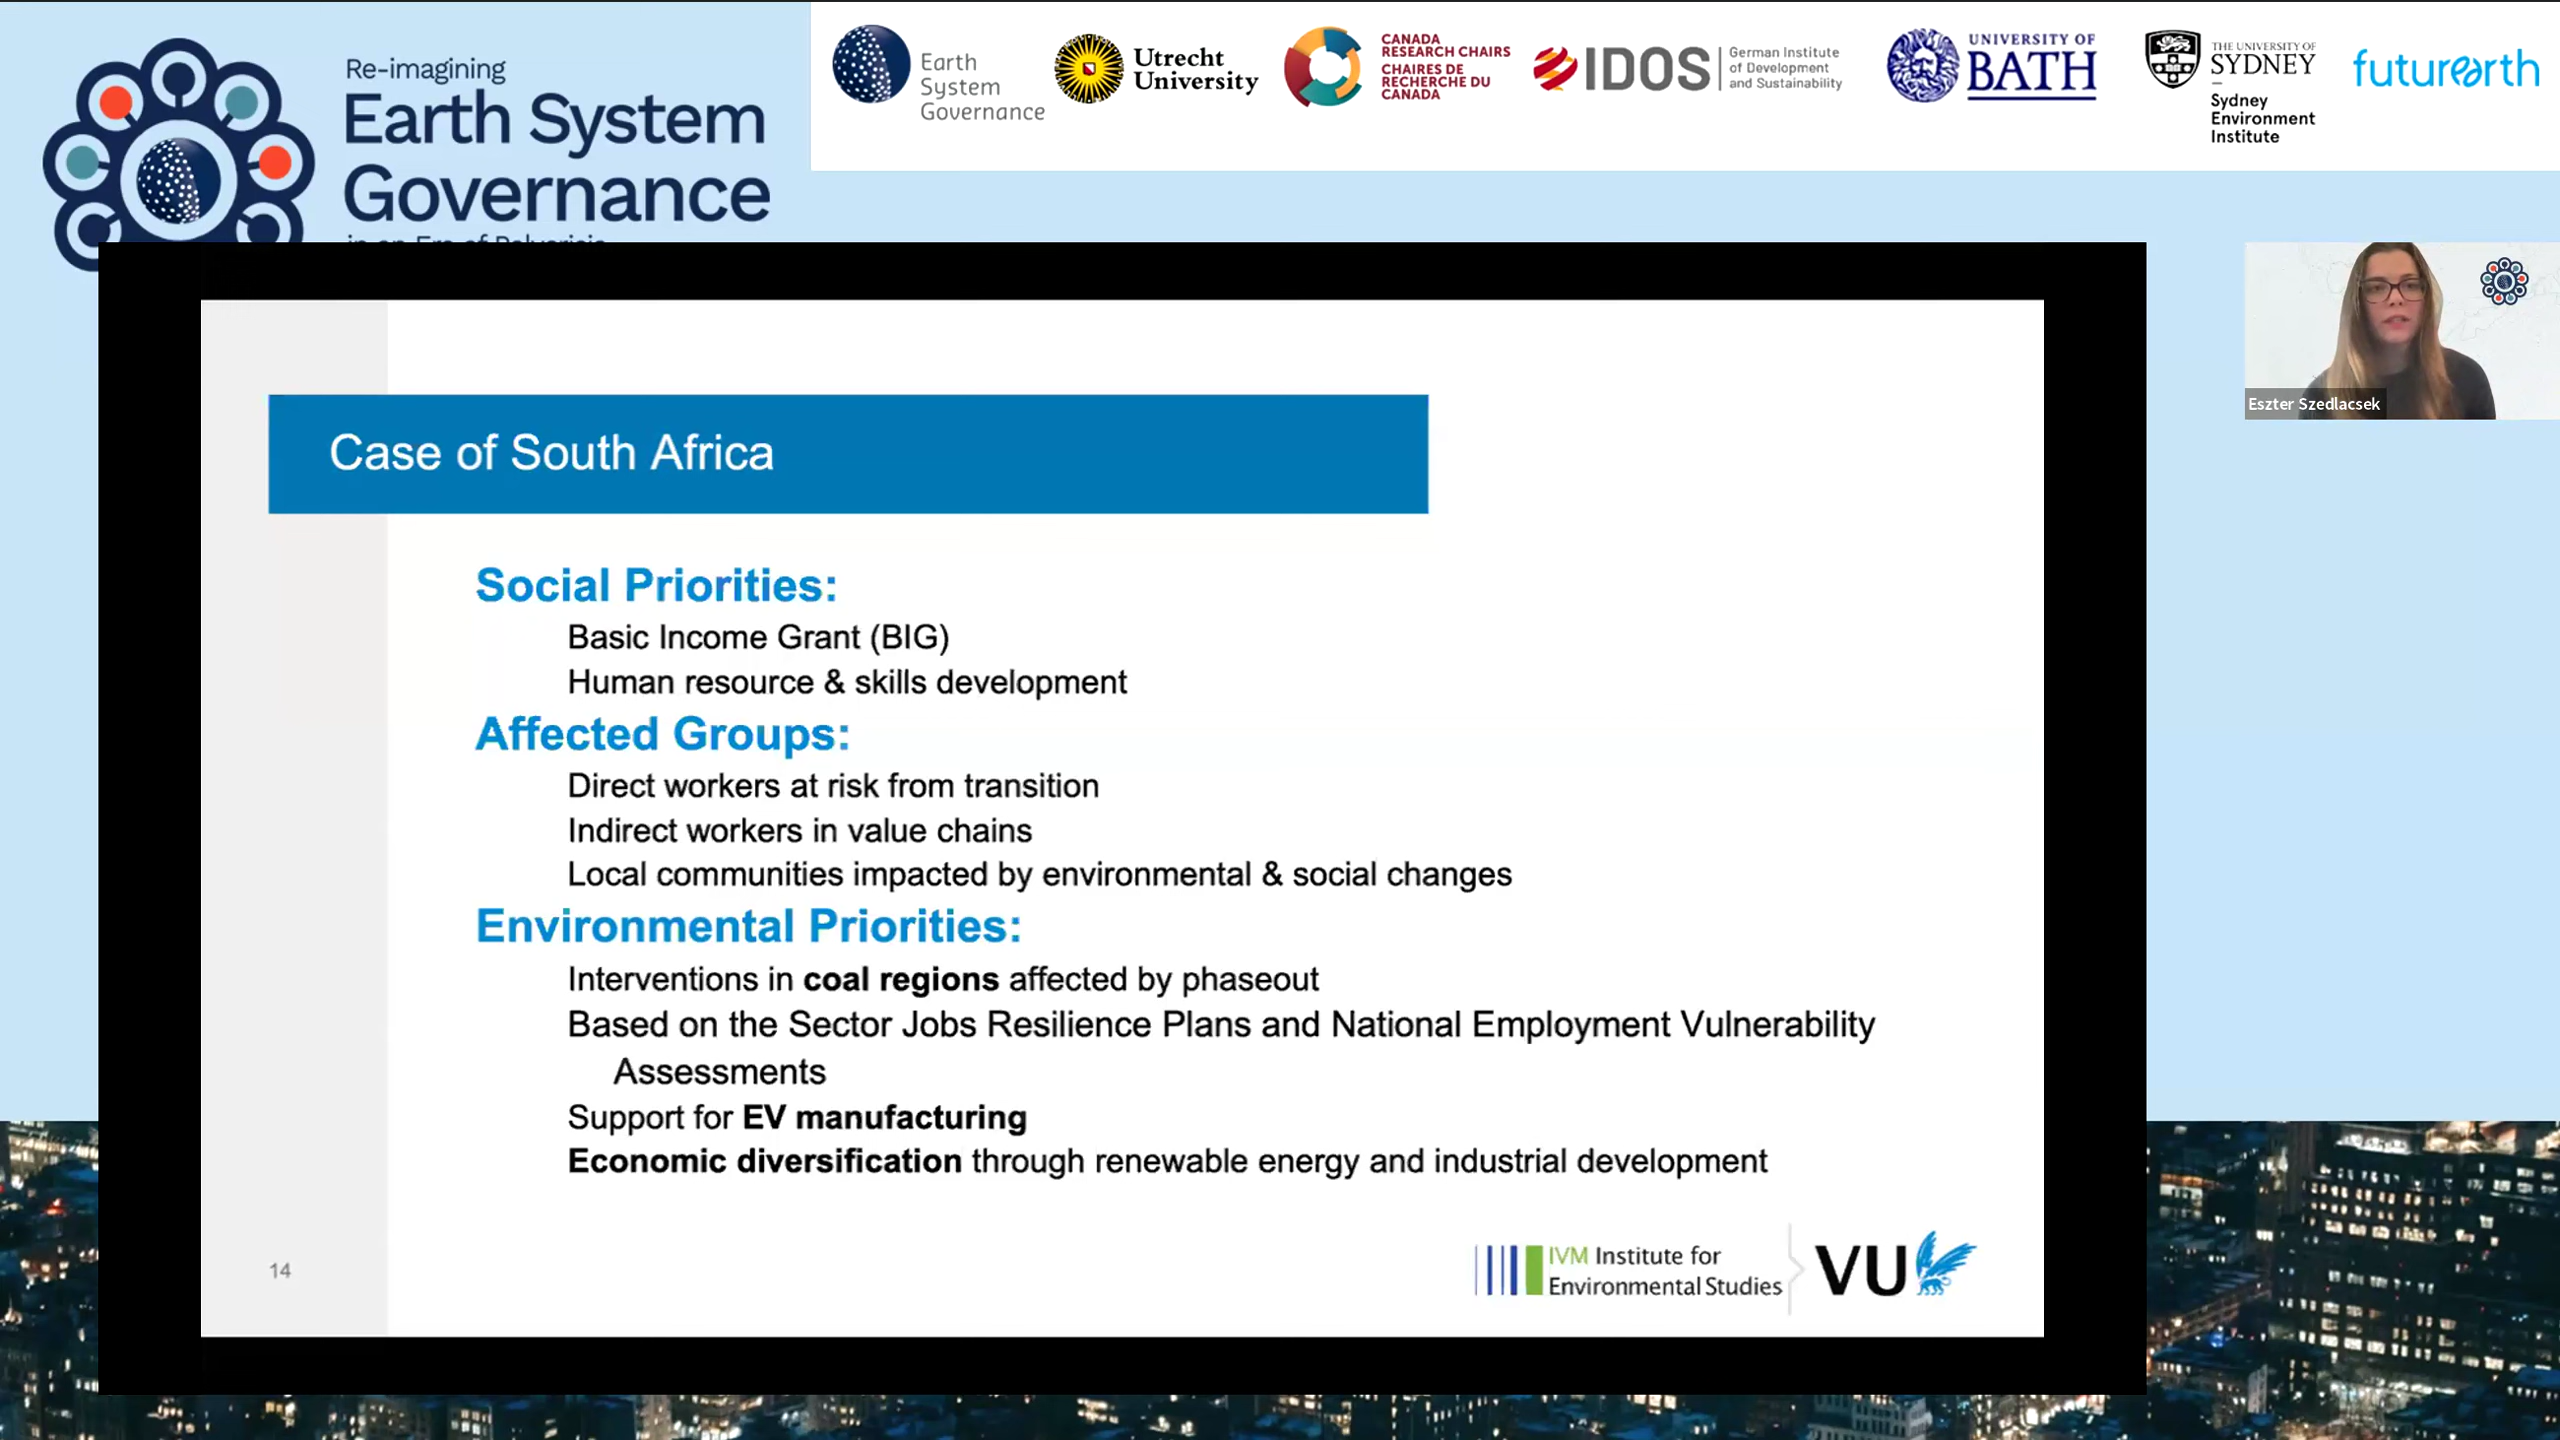 Re-imagining
Earth System
Governance
in an Era of Polycrisis
Earth
System
Governance
Utrecht
University
CANADA
RESEARCH CHAIRS
CHAIRES DE
RECHERCHE DU
CANADA
IDOS
German Institute
of Development
and Sustainability
UNIVERSITY OF
BATH
THE UNIVERSITY OF
SYDNEY
Sydney
Environment
Institute
futurearth
Eszter Szedlacsek
Case of South Africa
Social Priorities:
Basic Income Grant (BIG)
Human resource & skills development
Affected Groups:
Direct workers at risk from transition
Indirect workers in value chains
Local communities impacted by environmental & social changes
Environmental Priorities:
Interventions in coal regions affected by phaseout
Based on the Sector Jobs Resilience Plans and National Employment Vulnerability
Assessments
Support for EV manufacturing
Economic diversification through renewable energy and industrial development
14
IVM Institute for
Environmental Studies
VU